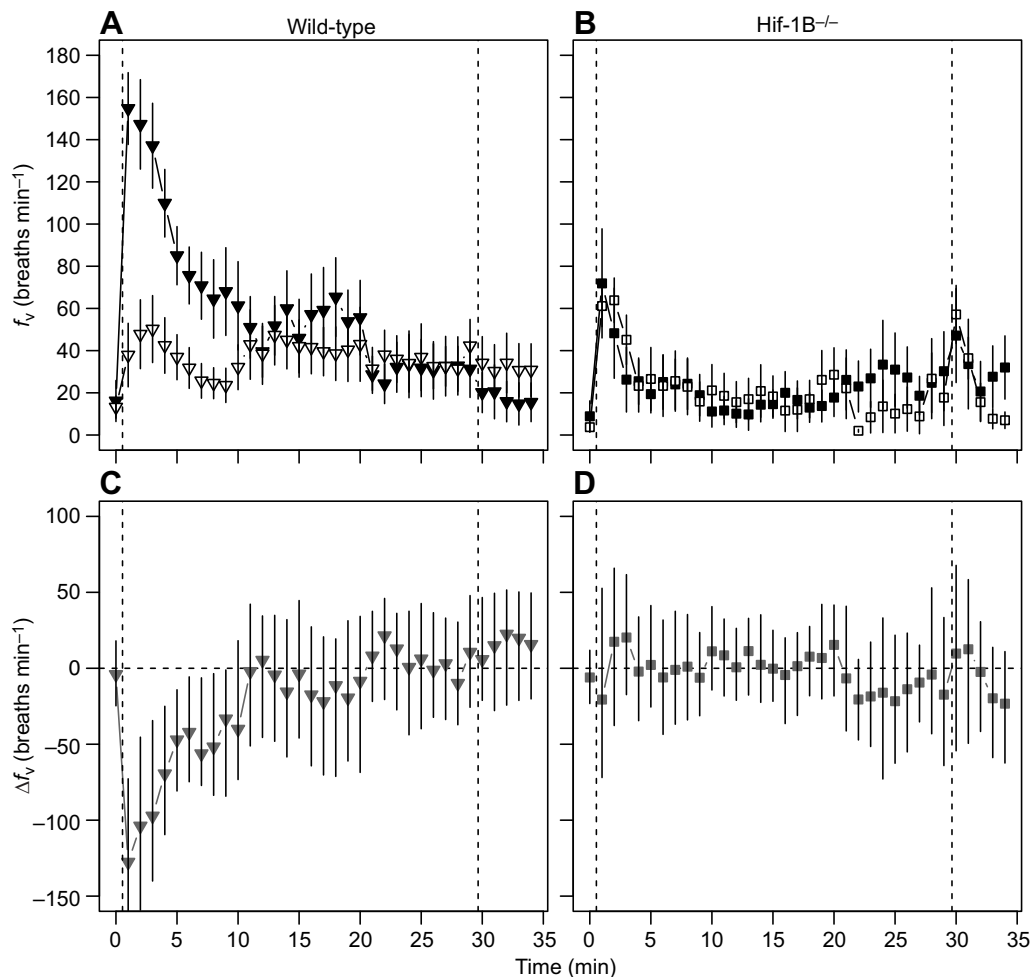 A
Wild-type
B
Hif-1B–/–
fv (breaths min–1)
180
160
140
120
100
80
60
40
20
0
C
D
Δfv (breaths min–1)
100
50
0
–50
–100
–150
0 5 10 15 20 25 30 35
0 5 10 15 20 25 30 35
Time (min)